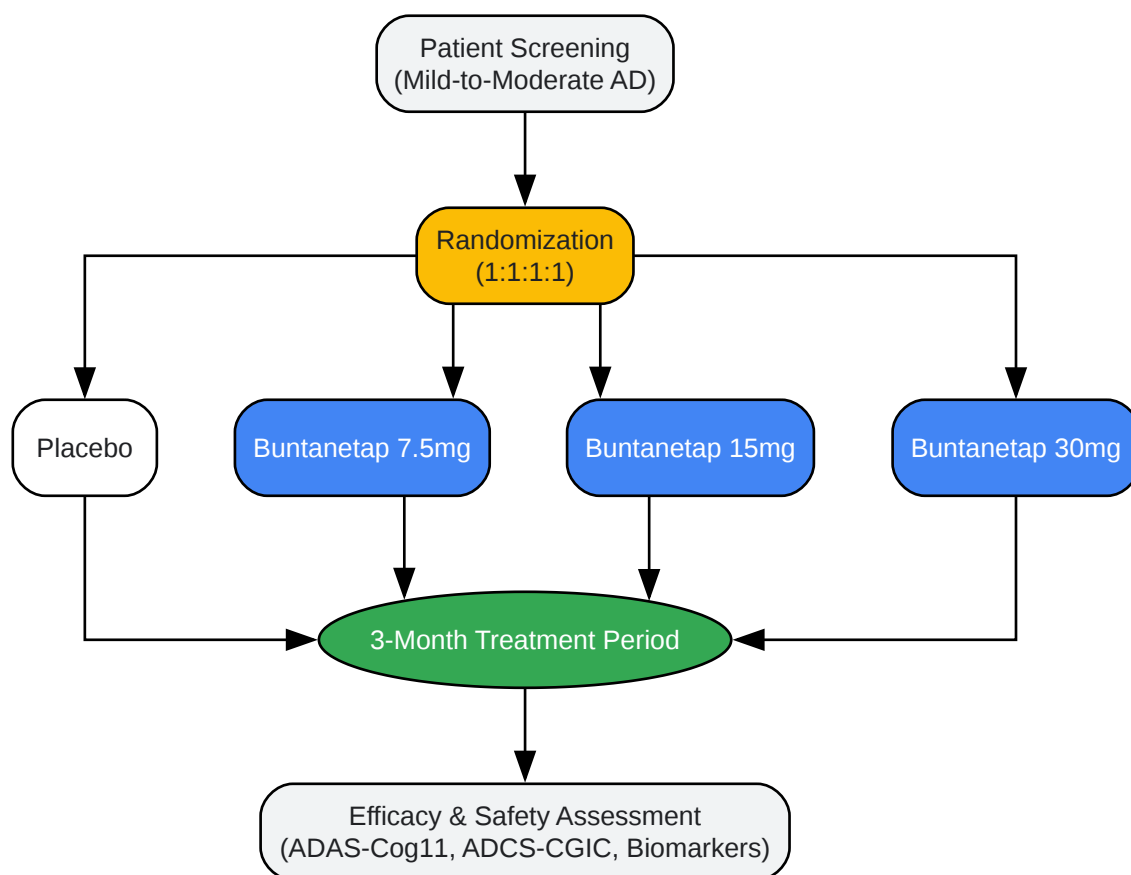 Patient Screening
(Mild-to-Moderate AD)
Randomization
(1:1:1:1)
Placebo
Buntanetap 7.5mg
Buntanetap 15mg
Buntanetap 30mg
3-Month Treatment Period
Efficacy & Safety Assessment
(ADAS-Cog11, ADCS-CGIC, Biomarkers)